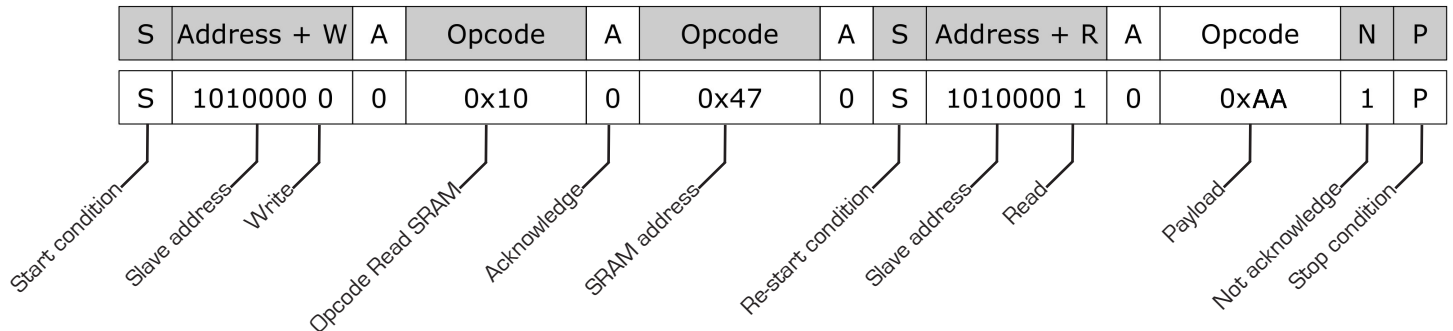 S Address + W A Opcode A Opcode A S Address + R A Opcode N P
S 1010000 0 0 0x10 0 0x47 0 S 1010000 1 0 0xAA 1 P
Start condition
Slave address
Write
Opcode Read SRAM
Acknowledge
SRAM address
Re-start condition
Slave address
Read
Payload
Not acknowledge
Stop condition